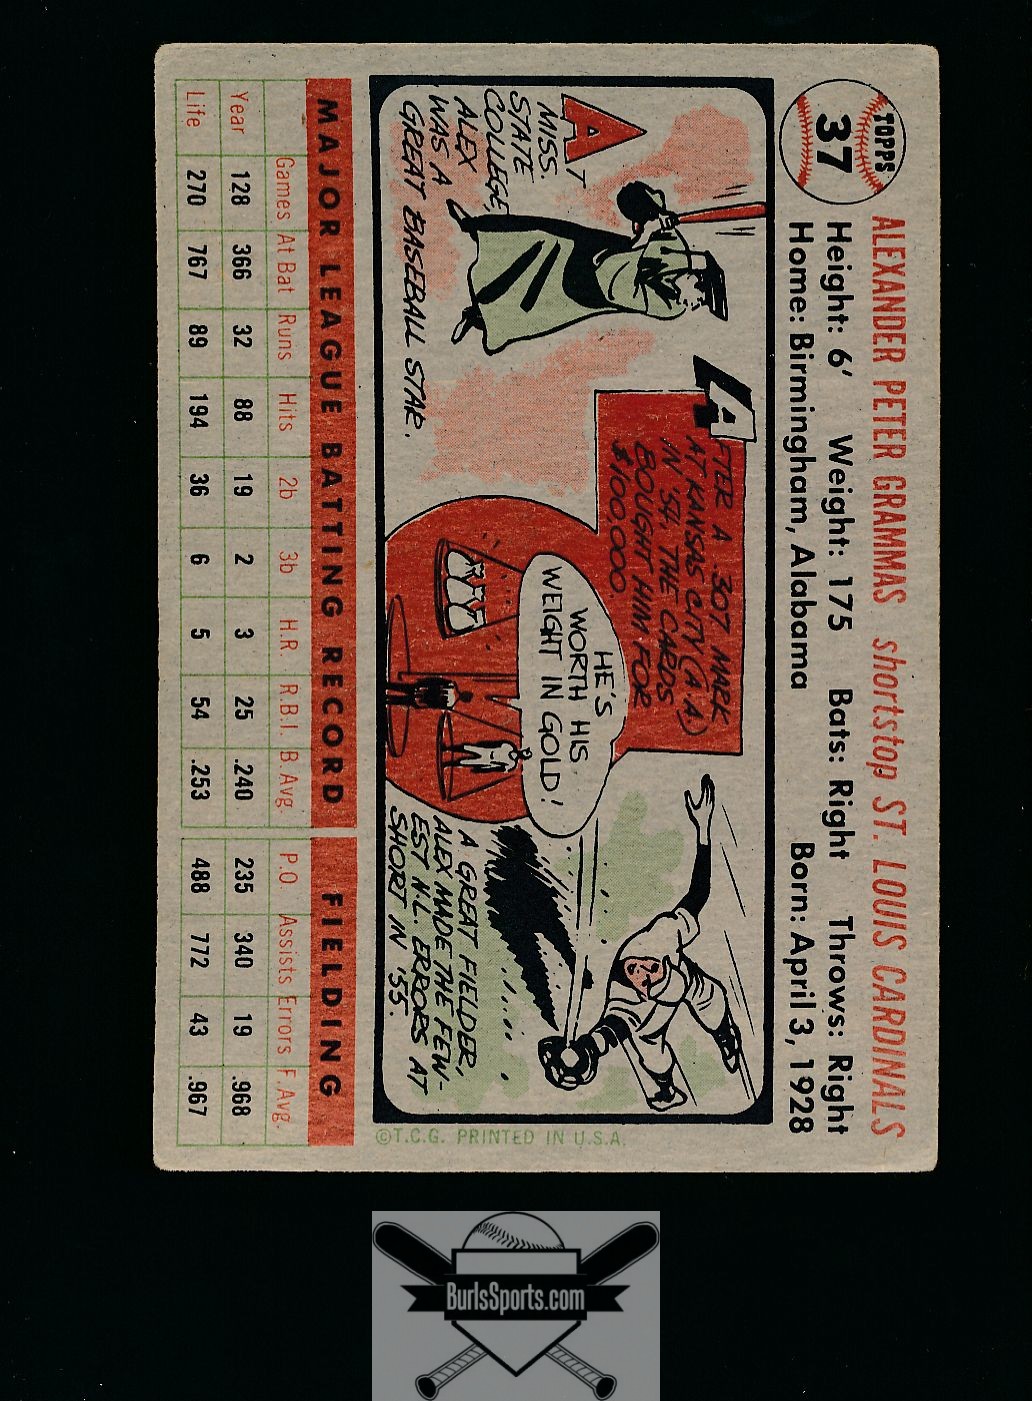 TOPPS
37
ALEXANDER PETER GRAMMAS shortstop ST. LOUIS CARDINALS
Height: 6' Weight: 175 Bats: Right Throws: Right
Home: Birmingham, Alabama Born: April 3, 1928
AT
MISS.
STATE
COLLEGE,
ALEX
WAS A
GREAT BASEBALL STAR.
AFTER A .307 MARK
AT KANSAS CITY (A.A.)
IN '54, THE CARDS
BOUGHT HIM FOR
$100,000.
HE'S
WORTH HIS
WEIGHT IN GOLD!
A GREAT FIELDER,
ALEX MADE THE FEW-
EST N.L. ERRORS AT
SHORT IN '55.
©T.C.G. PRINTED IN U.S.A.
MAJOR LEAGUE BATTING RECORD FIELDING
Games At Bat Runs Hits 2b 3b H.R. R.B.I. B Avg. P.O. Assists Errors F. Avg.
Year 128 366 32 88 19 2 3 25 .240 235 340 19 .968
Life 270 767 89 194 36 6 5 54 .253 488 772 43 .967
BurlsSports.com